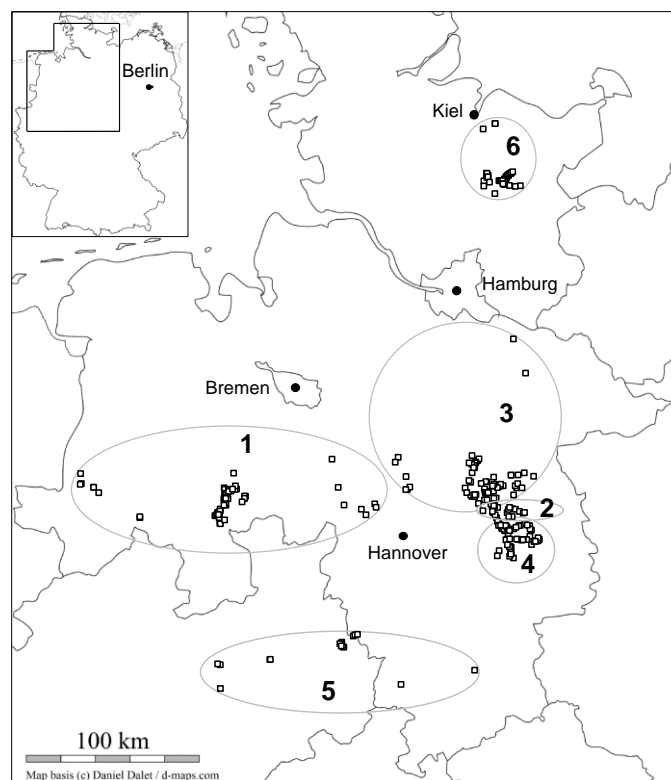 Berlin
Kiel
6
Hamburg
Bremen
3
1
2
Hannover
4
5
100 km
Map basis (c) Daniel Dalet / d-maps.com